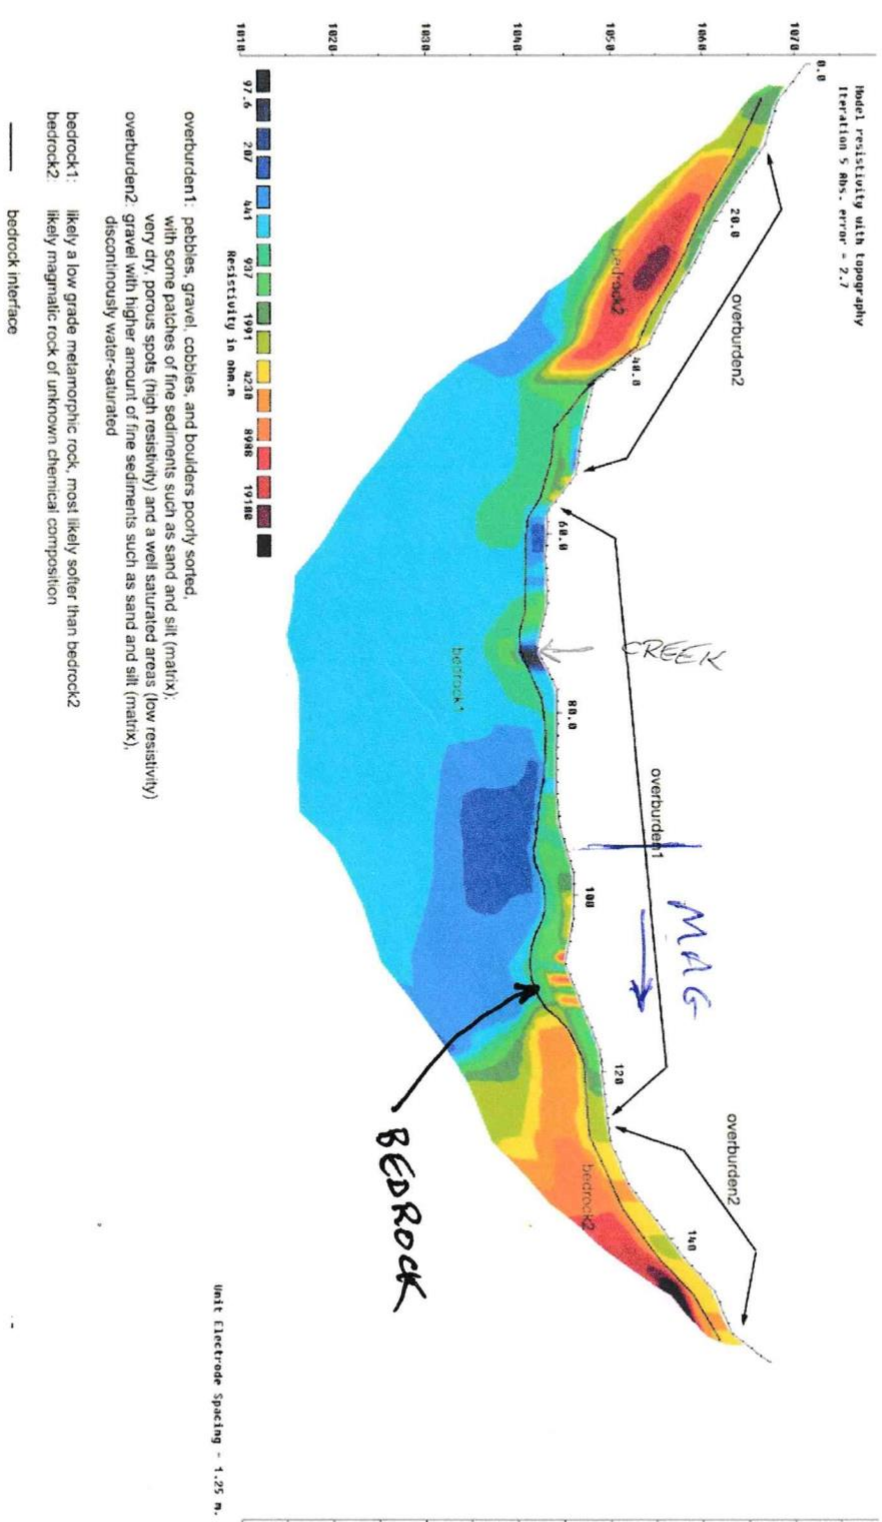 Model resistivity with topography
Iteration 5 Abs. error = 2.7
1070
1060
1050
1040
1030
1020
1010
0.0
20.0
40.0
60.0
80.0
100
120
140
overburden2
overburden1
overburden2
CREEK
MAG
bedrock2
bedrock1
bedrock2
BEDROCK
97.6 207 441 937 1991 4230 8988 19100
Resistivity in ohm.m
Unit Electrode Spacing = 1.25 m.
overburden1: pebbles, gravel, cobbles, and boulders poorly sorted,
with some patches of fine sediments such as sand and silt (matrix);
very dry, porous spots (high resistivity) and a well saturated areas (low resistivity)
overburden2: gravel with higher amount of fine sediments such as sand and silt (matrix),
discontinously water-saturated
bedrock1: likely a low grade metamorphic rock, most likely softer than bedrock2
bedrock2: likely magmatic rock of unknown chemical composition
bedrock interface